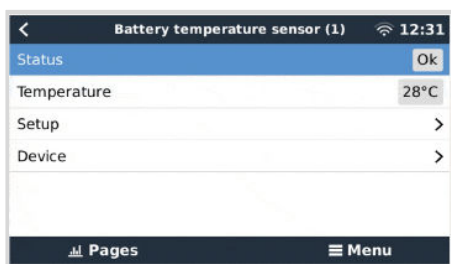 Battery temperature sensor (1) 12:31
Status Ok
Temperature 28°C
Setup
Device
Pages Menu